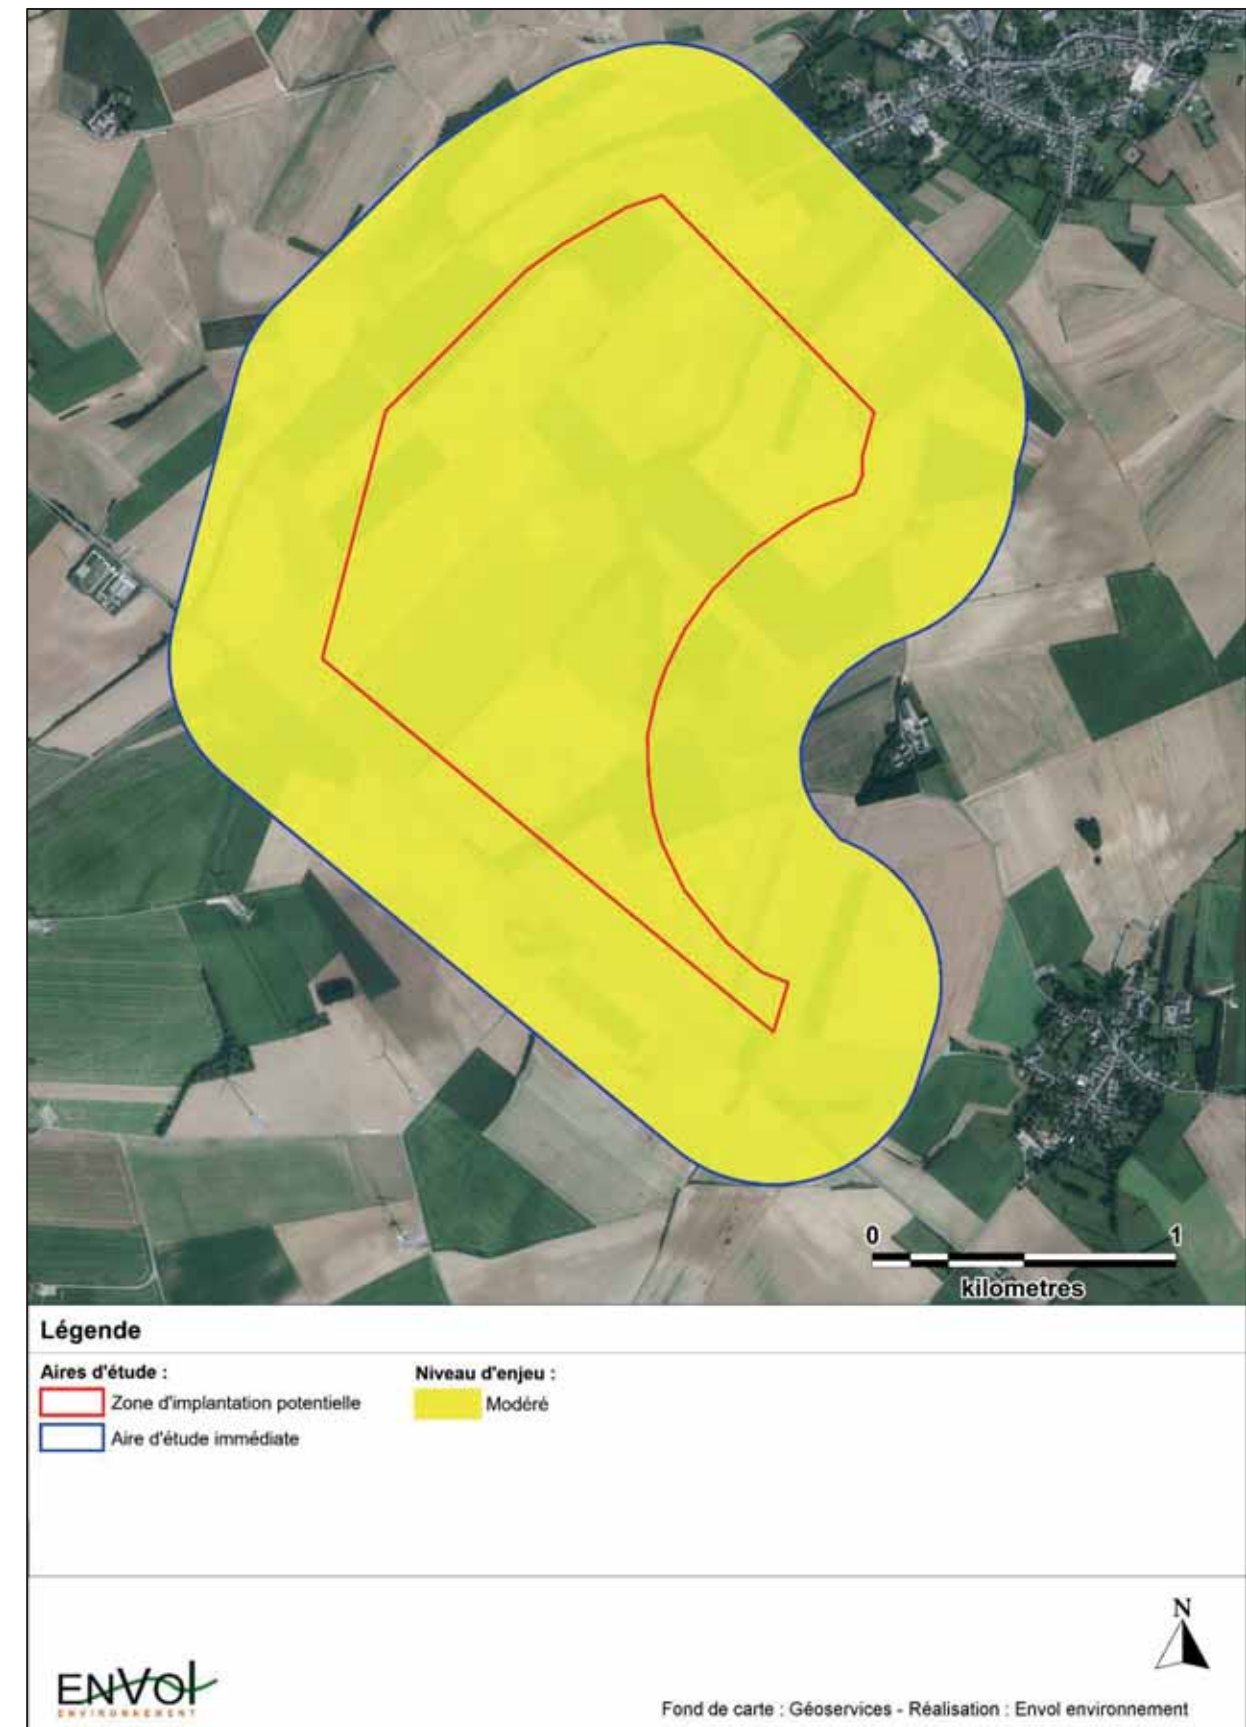 0 1
kilometres
Légende
Aires d'étude :
Zone d'implantation potentielle
Aire d'étude immédiate
Niveau d'enjeu :
Modéré
N
ENVOl
ENVIRONNEMENT
Fond de carte : Géoservices - Réalisation : Envol environnement